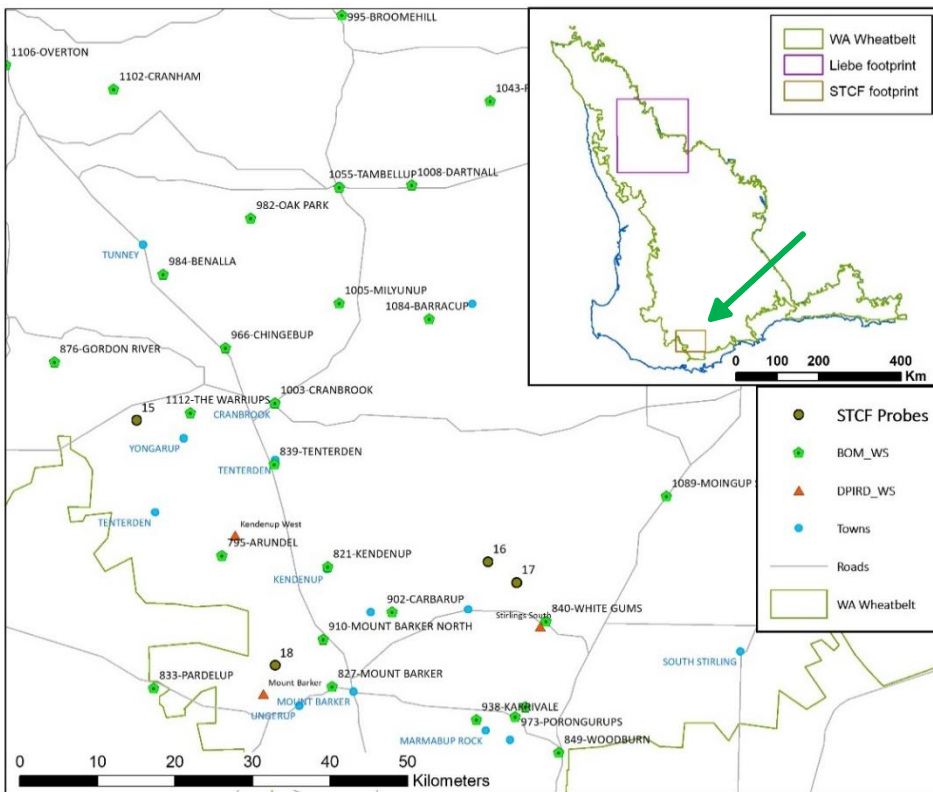 995-BROOMEHILL
1106-OVERTON
1102-CRANHAM
1043-
1055-TAMBELLUP
1008-DARTNALL
982-OAK PARK
TUNNEY
984-BENALLA
1005-MILYUNUP
1084-BARRACUP
966-CHINGEBUP
876-GORDON RIVER
1003-CRANBROOK
15
1112-THE WARRIUPS
CRANBROOK
YONGARUP
839-TENTERDEN
TENTERDEN
1089-MOINGUP
TENTERDEN
Kendenup West
795-ARUNDEL
821-KENDENUP
KENDENUP
16
17
902-CARBARUP
840-WHITE GUMS
Stirlings South
910-MOUNT BARKER NORTH
18
SOUTH STIRLING
827-MOUNT BARKER
833-PARDELUP
Mount Barker
MOUNT BARKER
UNGERUP
938-KARRIVALE
973-PORONGURUPS
MARMABUP ROCK
849-WOODBURN
0 10 20 30 40 50
Kilometers
WA Wheatbelt
Liebe footprint
STCF footprint
0 100 200 400
Km
STCF Probes
BOM_WS
DPIRD_WS
Towns
Roads
WA Wheatbelt